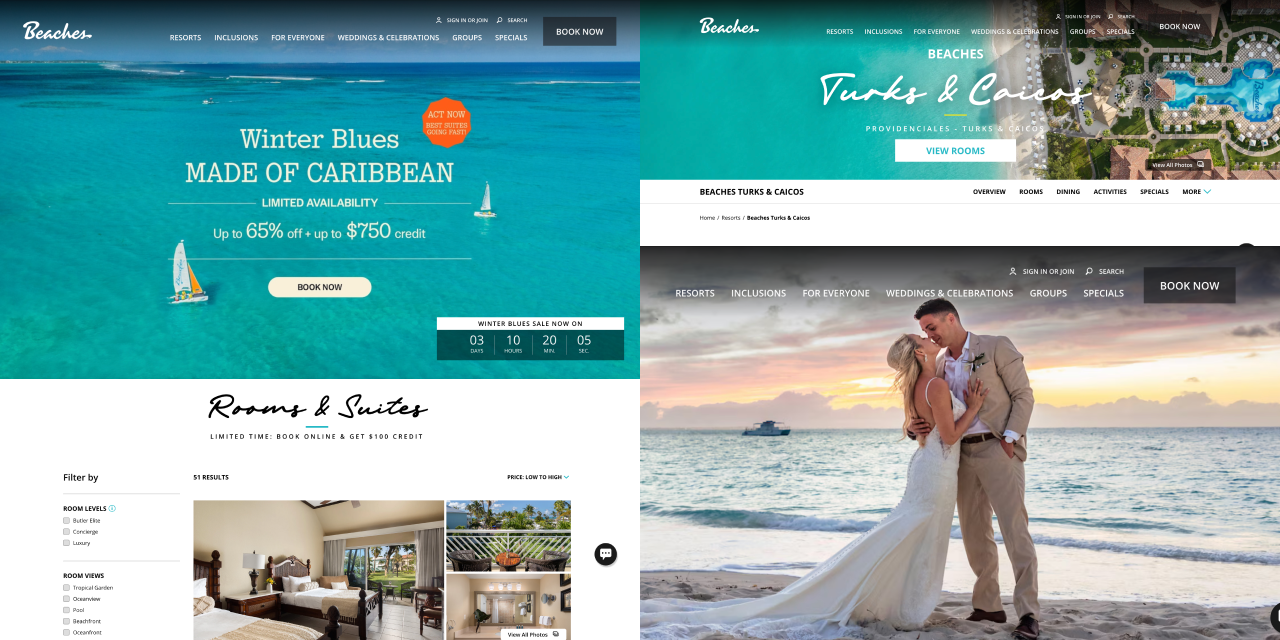 Beaches
SIGN IN OR JOIN SEARCH
RESORTS INCLUSIONS FOR EVERYONE WEDDINGS & CELEBRATIONS GROUPS SPECIALS
BOOK NOW
ACT NOW
BEST SUITES
GOING FAST!
Winter Blues
MADE OF CARIBBEAN
LIMITED AVAILABILITY
Up to 65% off + up to $750 credit
BOOK NOW
WINTER BLUES SALE NOW ON
03 10 20 05
DAYS HOURS MIN. SEC.
Rooms & Suites
LIMITED TIME: BOOK ONLINE & GET $100 CREDIT
Filter by
51 RESULTS
PRICE: LOW TO HIGH
ROOM LEVELS
Butler Elite
Concierge
Luxury
ROOM VIEWS
Tropical Garden
Oceanview
Pool
Beachfront
Oceanfront
View All Photos
Beaches
SIGN IN OR JOIN SEARCH
RESORTS INCLUSIONS FOR EVERYONE WEDDINGS & CELEBRATIONS GROUPS SPECIALS
BOOK NOW
BEACHES
Turks & Caicos
PROVIDENCIALES - TURKS & CAICOS
VIEW ROOMS
View All Photos
BEACHES TURKS & CAICOS
OVERVIEW ROOMS DINING ACTIVITIES SPECIALS MORE
Home / Resorts / Beaches Turks & Caicos
SIGN IN OR JOIN SEARCH
RESORTS INCLUSIONS FOR EVERYONE WEDDINGS & CELEBRATIONS GROUPS SPECIALS
BOOK NOW